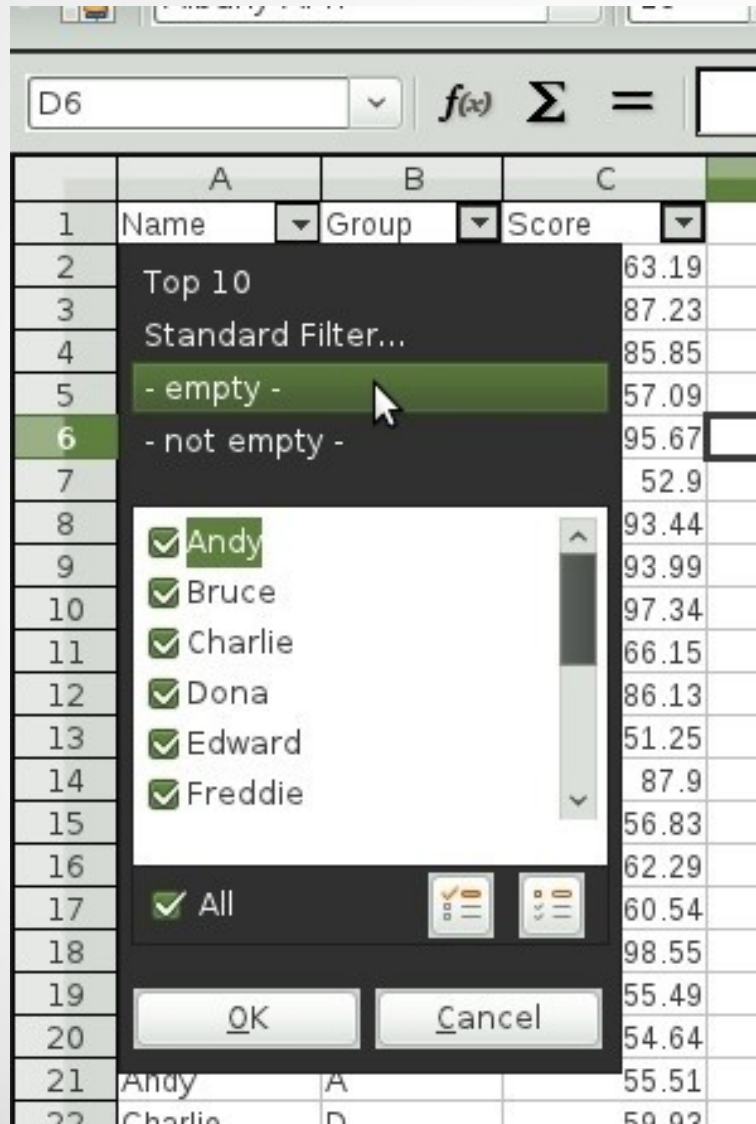 D6 f(x) Σ =
A B C
1 Name Group Score
2 63.19
Top 10
3 87.23
Standard Filter...
4 85.85
5 57.09
- empty -
6 95.67
- not empty -
7 52.9
8 93.44
Andy
9 93.99
Bruce
10 97.34
11 66.15
Charlie
12 86.13
Dona
13 51.25
Edward
14 87.9
Freddie
15 56.83
16 62.29
17 60.54
All
18 98.55
19 55.49
OK Cancel
20 54.64
21 Andy A 55.51
22 Charlie D 59.93